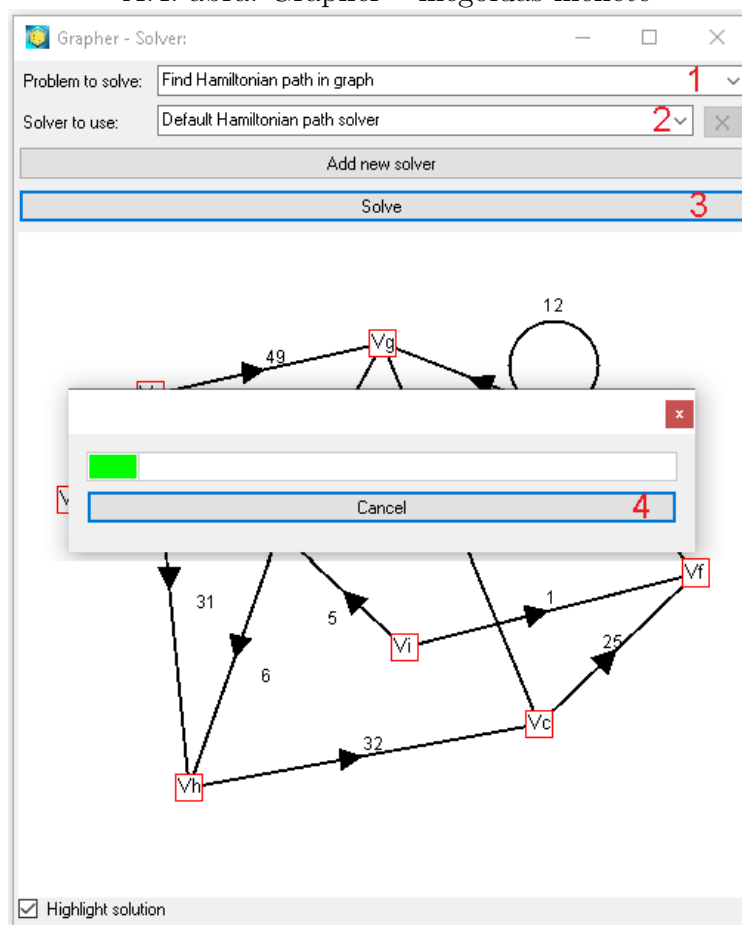 Grapher - Solver:
Problem to solve: Find Hamiltonian path in graph 1
Solver to use: Default Hamiltonian path solver 2
Add new solver
Solve 3
12
Vg
49
x
Cancel 4
Vf
31
1
5
25
Vi
6
Vc
32
Vh
Highlight solution